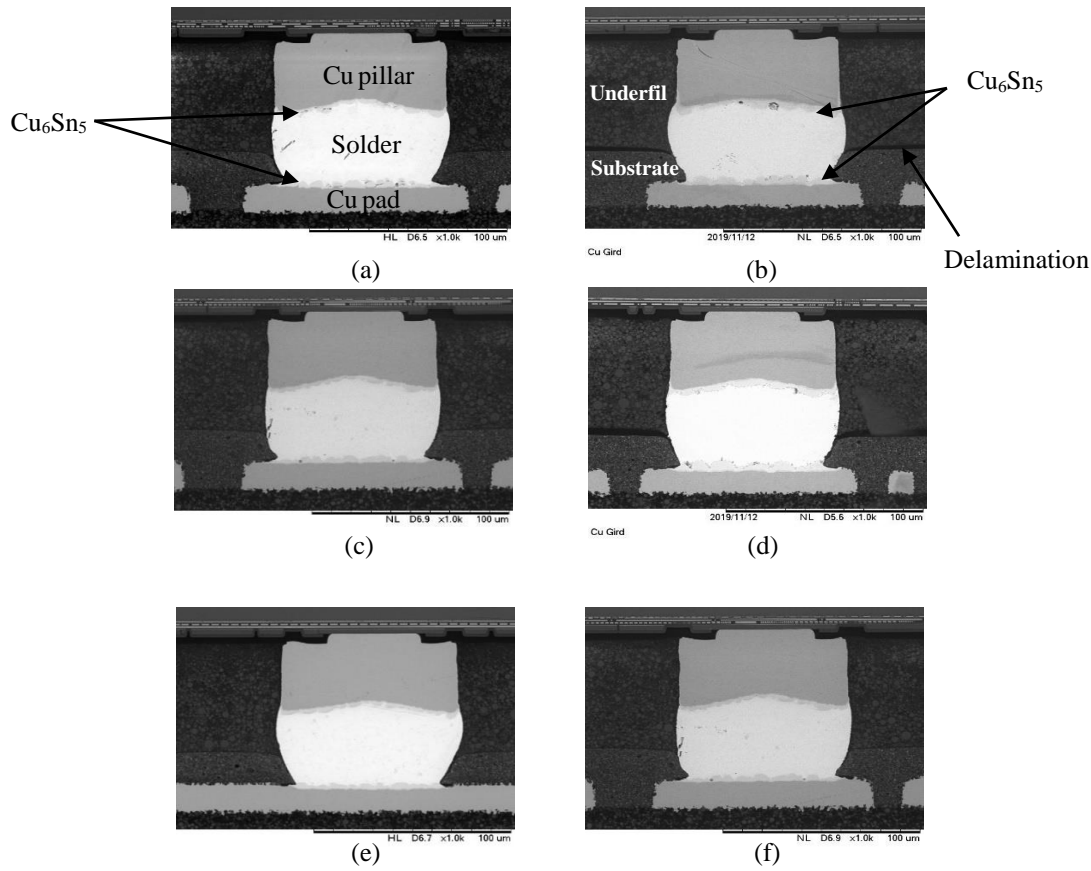 Cu pillar
Cu₆Sn₅
Solder
Cu pad
HL D6.5 x1.0k 100 um
(a)
Underfil
Cu₆Sn₅
Substrate
2019/11/12 NL D6.5 x1.0k 100 um
Cu Gird
Delamination
(b)
NL D6.9 x1.0k 100 um
(c)
2019/11/12 NL D5.6 x1.0k 100 um
Cu Gird
(d)
HL D6.7 x1.0k 100 um
(e)
NL D6.9 x1.0k 100 um
(f)